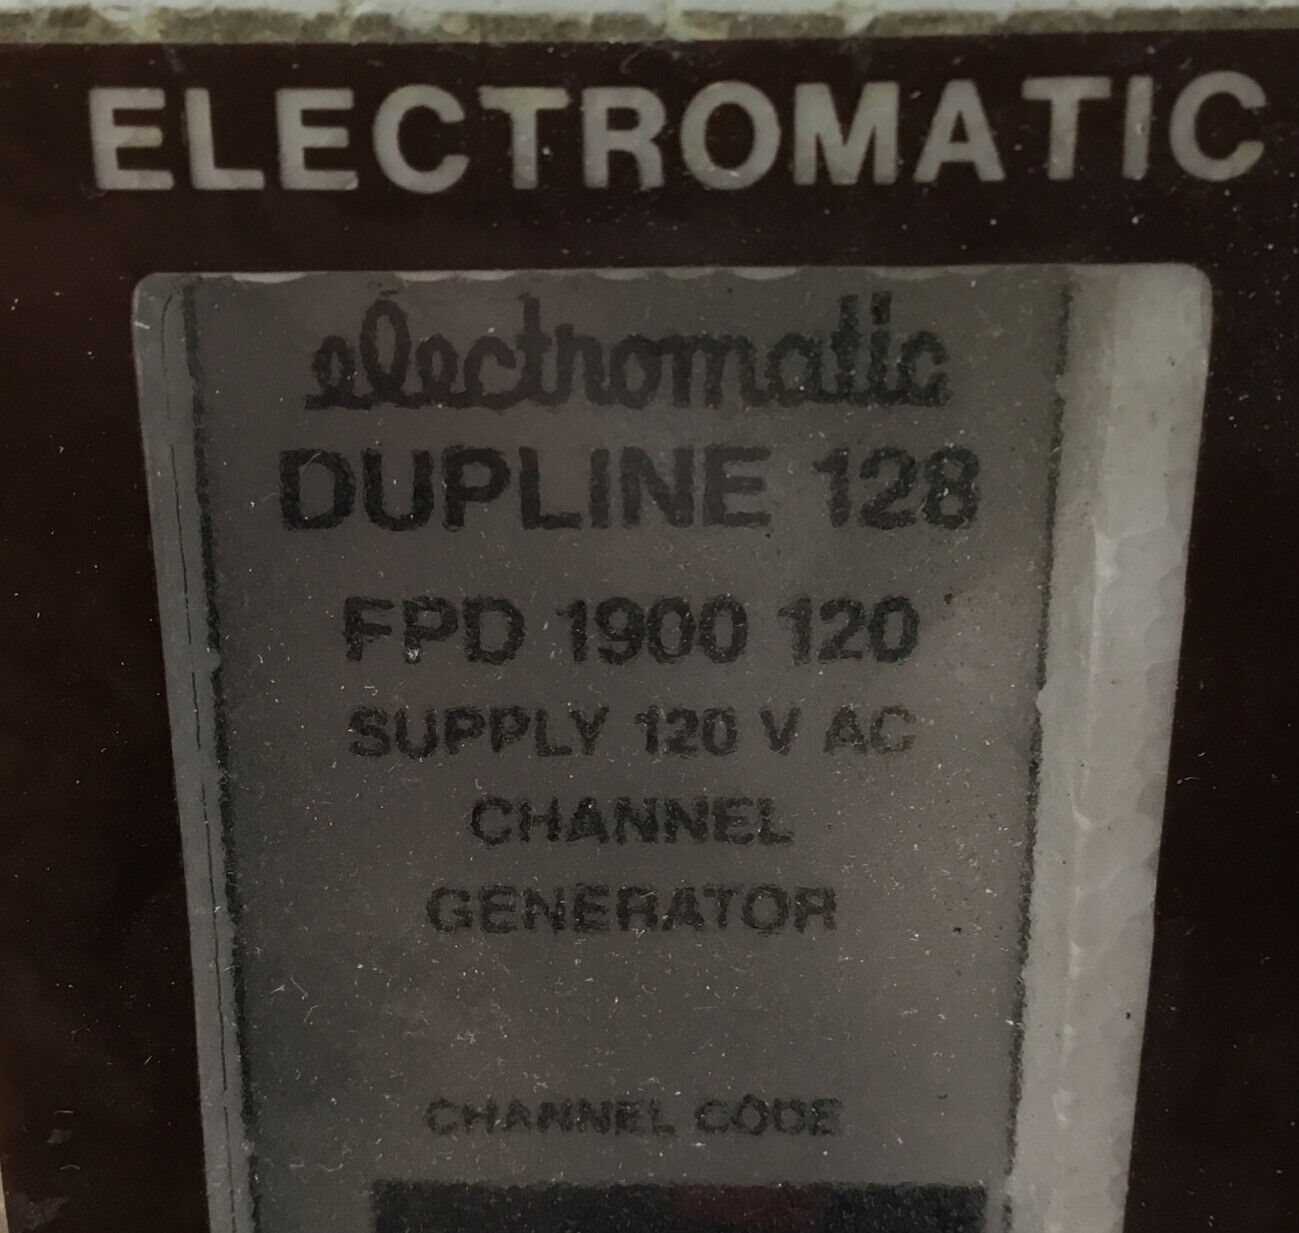 ELECTROMATIC
electromatic
DUPLINE 128
FPD 1900 120
SUPPLY 120 V AC
CHANNEL
GENERATOR
CHANNEL CODE